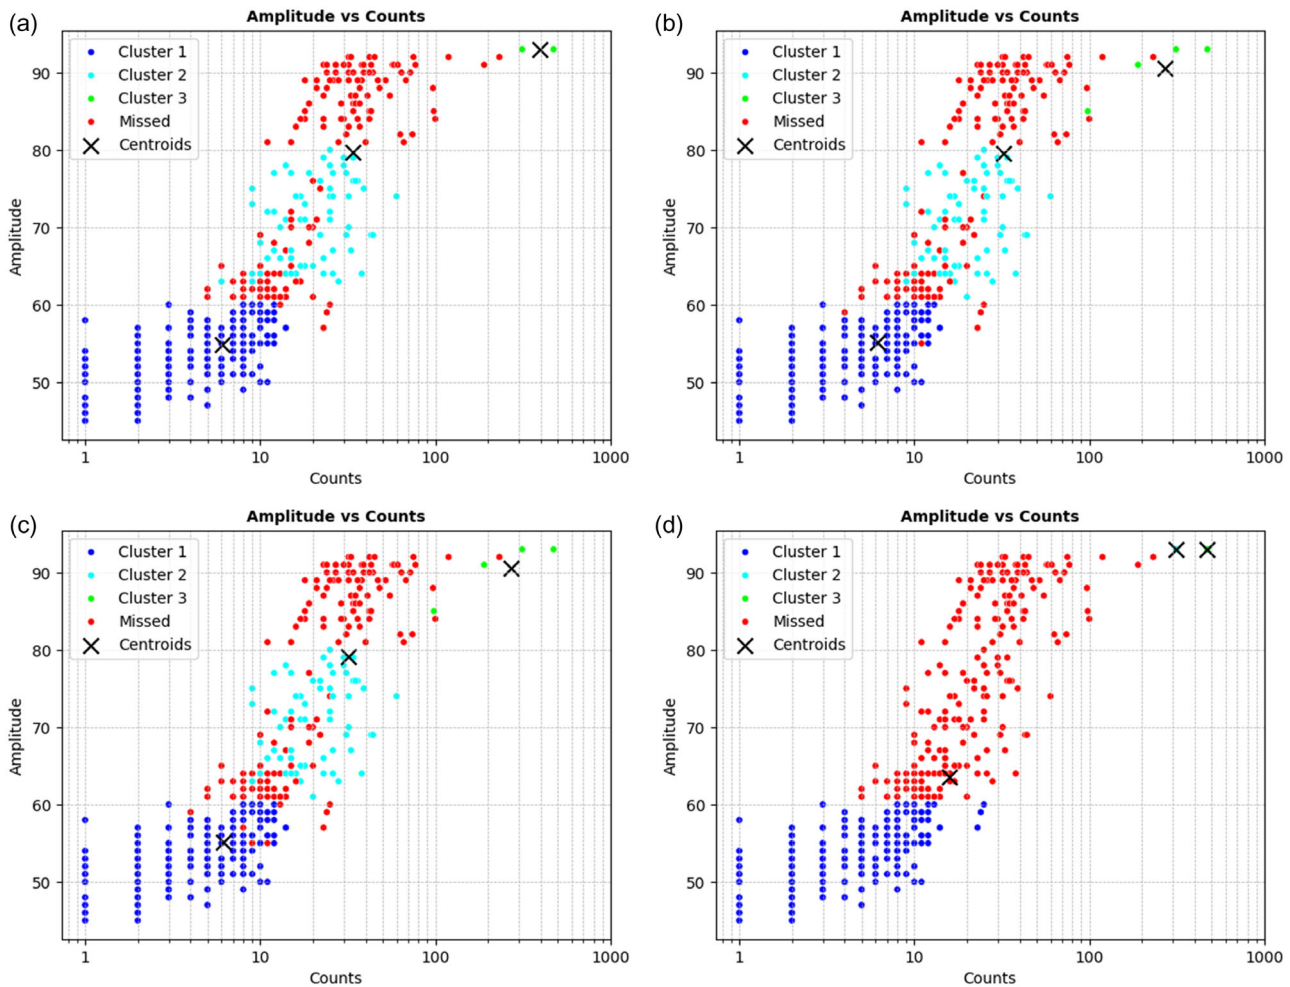 (a)
Amplitude vs Counts
Cluster 1
Cluster 2
Cluster 3
Missed
Centroids
90
80
70
60
50
Amplitude
1 10 100 1000
Counts
(b)
Amplitude vs Counts
Cluster 1
Cluster 2
Cluster 3
Missed
Centroids
90
80
70
60
50
Amplitude
1 10 100 1000
Counts
(c)
Amplitude vs Counts
Cluster 1
Cluster 2
Cluster 3
Missed
Centroids
90
80
70
60
50
Amplitude
1 10 100 1000
Counts
(d)
Amplitude vs Counts
Cluster 1
Cluster 2
Cluster 3
Missed
Centroids
90
80
70
60
50
Amplitude
1 10 100 1000
Counts